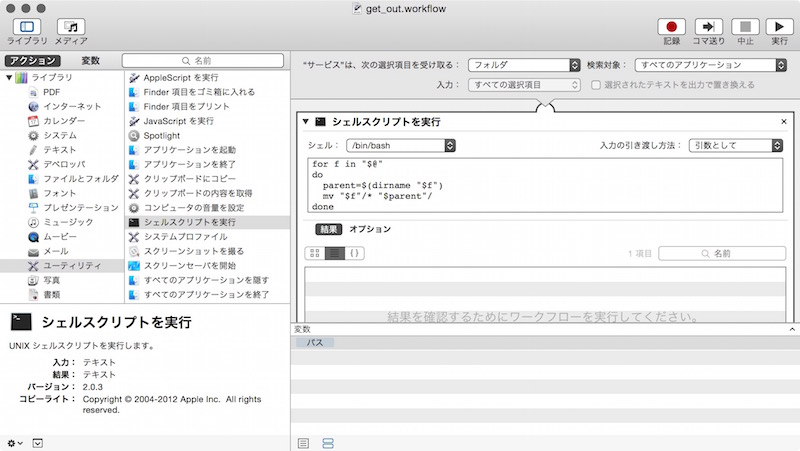 get_out.workflow
ライブラリ
メディア
記録
コマ送り
中止
実行
アクション
変数
名前
ライブラリ
PDF
インターネット
カレンダー
システム
テキスト
デベロッパ
ファイルとフォルダ
フォント
プレゼンテーション
ミュージック
ムービー
メール
ユーティリティ
写真
書類
AppleScript を実行
Finder 項目をゴミ箱に入れる
Finder 項目をプリント
JavaScript を実行
Spotlight
アプリケーションを起動
アプリケーションを終了
クリップボードにコピー
クリップボードの内容を取得
コンピュータの音量を設定
シェルスクリプトを実行
システムプロファイル
スクリーンショットを撮る
スクリーンセーバを開始
すべてのアプリケーションを隠す
すべてのアプリケーションを終了
シェルスクリプトを実行
UNIX シェルスクリプトを実行します。
入力： テキスト
結果： テキスト
バージョン： 2.0.3
コピーライト： Copyright © 2004-2012 Apple Inc. All rights
reserved.
"サービス"は、次の選択項目を受け取る： フォルダ 検索対象： すべてのアプリケーション
入力： すべての選択項目 選択されたテキストを出力で置き換える
シェルスクリプトを実行
シェル： /bin/bash 入力の引き渡し方法： 引数として
for f in "$@"
do
parent=$(dirname "$f")
mv "$f"/* "$parent"/
done
結果 オプション
{} 1 項目 名前
結果を確認するためにワークフローを実行してください。
変数
パス